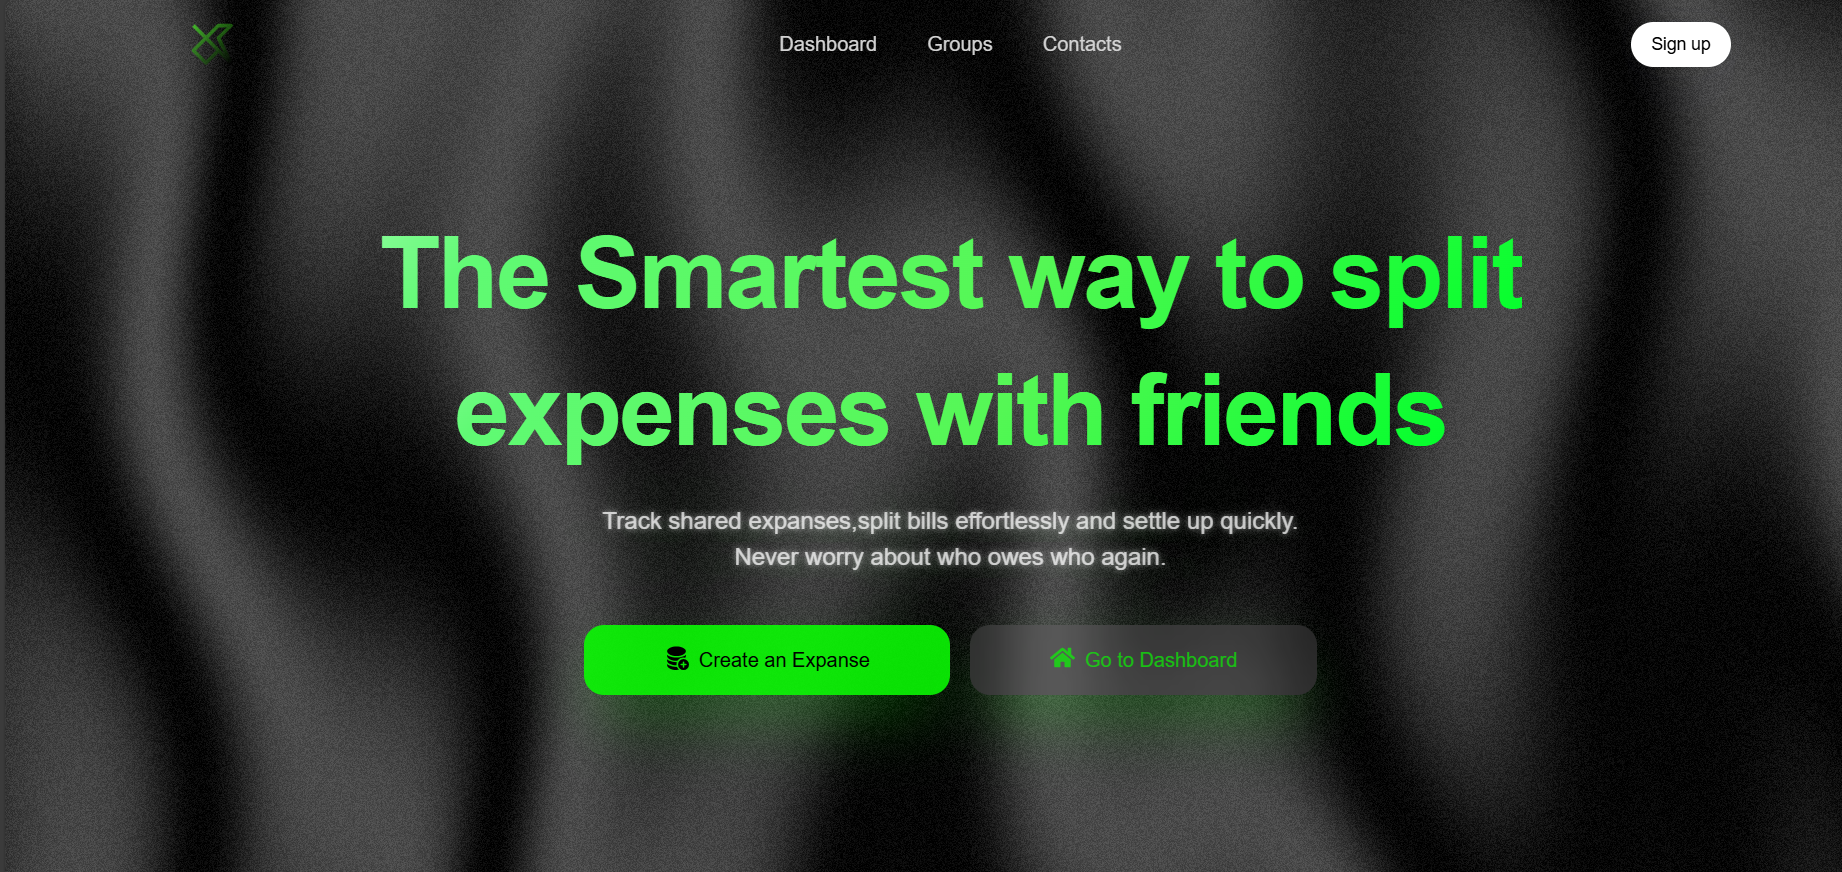 Dashboard Groups Contacts Sign up
The Smartest way to split
expenses with friends
Track shared expanses,split bills effortlessly and settle up quickly.
Never worry about who owes who again.
Create an Expanse Go to Dashboard